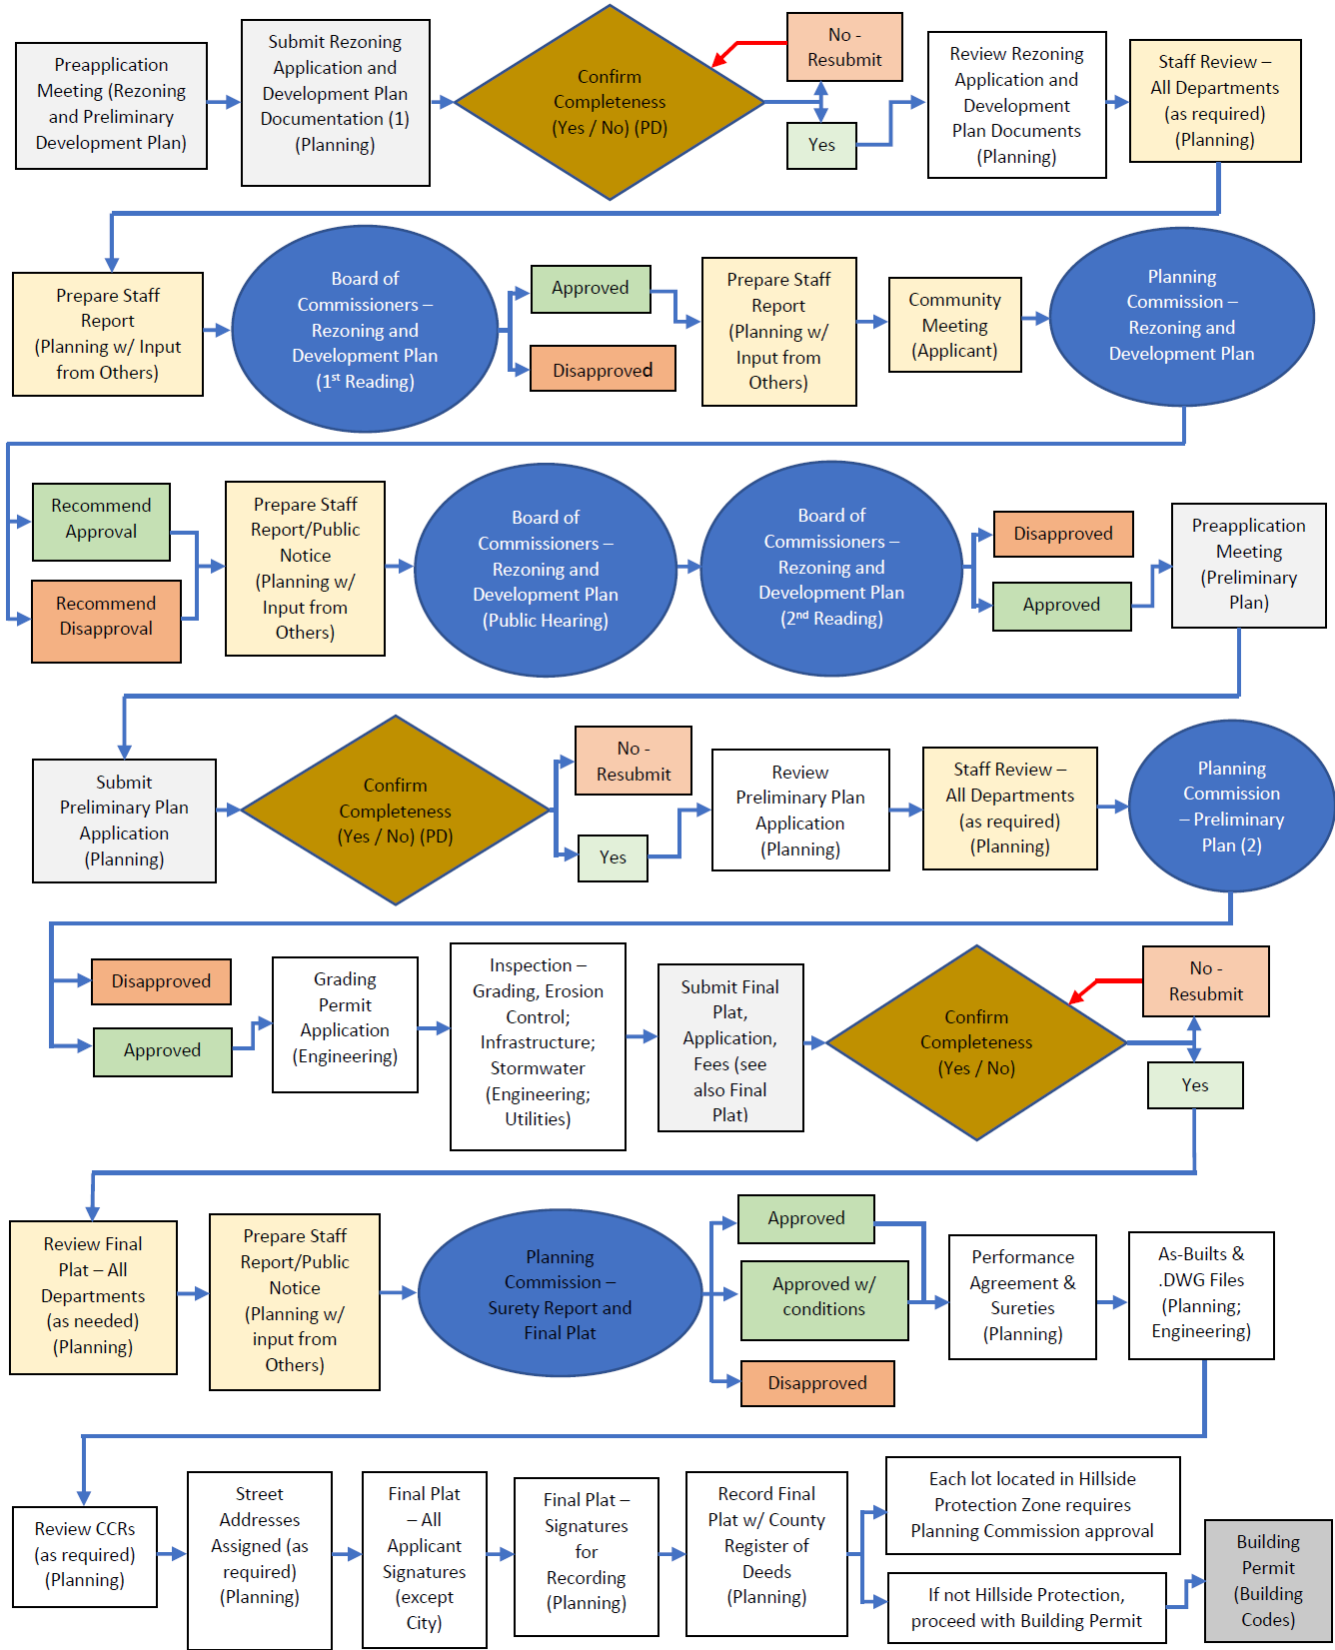 Preapplication
Meeting (Rezoning
and Preliminary
Development Plan)
Submit Rezoning
Application and
Development Plan
Documentation (1)
(Planning)
Confirm
Completeness
(Yes / No) (PD)
No -
Resubmit
Yes
Review Rezoning
Application and
Development
Plan Documents
(Planning)
Staff Review –
All Departments
(as required)
(Planning)
Prepare Staff
Report
(Planning w/ Input
from Others)
Board of
Commissioners –
Rezoning and
Development Plan
(1st Reading)
Approved
Disapproved
Prepare Staff
Report
(Planning w/
Input from
Others)
Community
Meeting
(Applicant)
Planning
Commission –
Rezoning and
Development Plan
Recommend
Approval
Recommend
Disapproval
Prepare Staff
Report/Public
Notice
(Planning w/
Input from
Others)
Board of
Commissioners –
Rezoning and
Development Plan
(Public Hearing)
Board of
Commissioners –
Rezoning and
Development Plan
(2nd Reading)
Disapproved
Approved
Preapplication
Meeting
(Preliminary
Plan)
Submit
Preliminary Plan
Application
(Planning)
Confirm
Completeness
(Yes / No) (PD)
No -
Resubmit
Yes
Review
Preliminary Plan
Application
(Planning)
Staff Review –
All Departments
(as required)
(Planning)
Planning
Commission
– Preliminary
Plan (2)
Disapproved
Approved
Grading
Permit
Application
(Engineering)
Inspection –
Grading, Erosion
Control;
Infrastructure;
Stormwater
(Engineering;
Utilities)
Submit Final
Plat,
Application,
Fees (see
also Final
Plat)
Confirm
Completeness
(Yes / No)
No -
Resubmit
Yes
Review Final
Plat – All
Departments
(as needed)
(Planning)
Prepare Staff
Report/Public
Notice
(Planning w/
input from
Others)
Planning
Commission –
Surety Report and
Final Plat
Approved
Approved w/
conditions
Disapproved
Performance
Agreement &
Sureties
(Planning)
As-Builts &
.DWG Files
(Planning;
Engineering)
Review CCRs
(as required)
(Planning)
Street
Addresses
Assigned (as
required)
(Planning)
Final Plat
– All
Applicant
Signatures
(except
City)
Final Plat –
Signatures
for
Recording
(Planning)
Record Final
Plat w/ County
Register of
Deeds
(Planning)
Each lot located in Hillside
Protection Zone requires
Planning Commission approval
If not Hillside Protection,
proceed with Building Permit
Building
Permit
(Building
Codes)